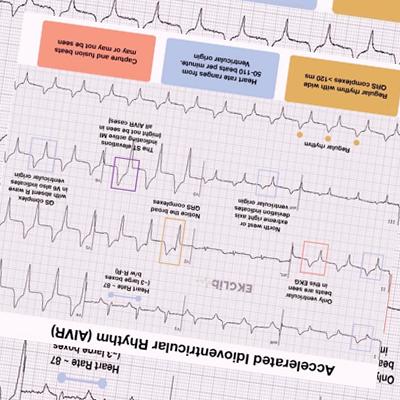 Heart Rate ~ 87
(~3 large boxes
Accelerated Idioventricular Rhythm (AIVR)
Heart Rate ~ 87
(~3 large boxes
b/w R-R)
Only ventricular
beats are seen
in this EKG
EKGClib
Notice the broad
QRS complexes
QS complex
with absent R wave
in V6 also indicates
ventricular origin
North west or
extreme right axis
deviation indicates
ventricular origin
The ST elevations
indicating active MI
(might not be seen in
all AIVR cases)
Regular rhythm
Regular rhythm with wide
QRS complexes >120 ms
Heart rate ranges from
50-110 beats per minute.
Ventricular origin
Capture and fusion beats
may or may not be seen